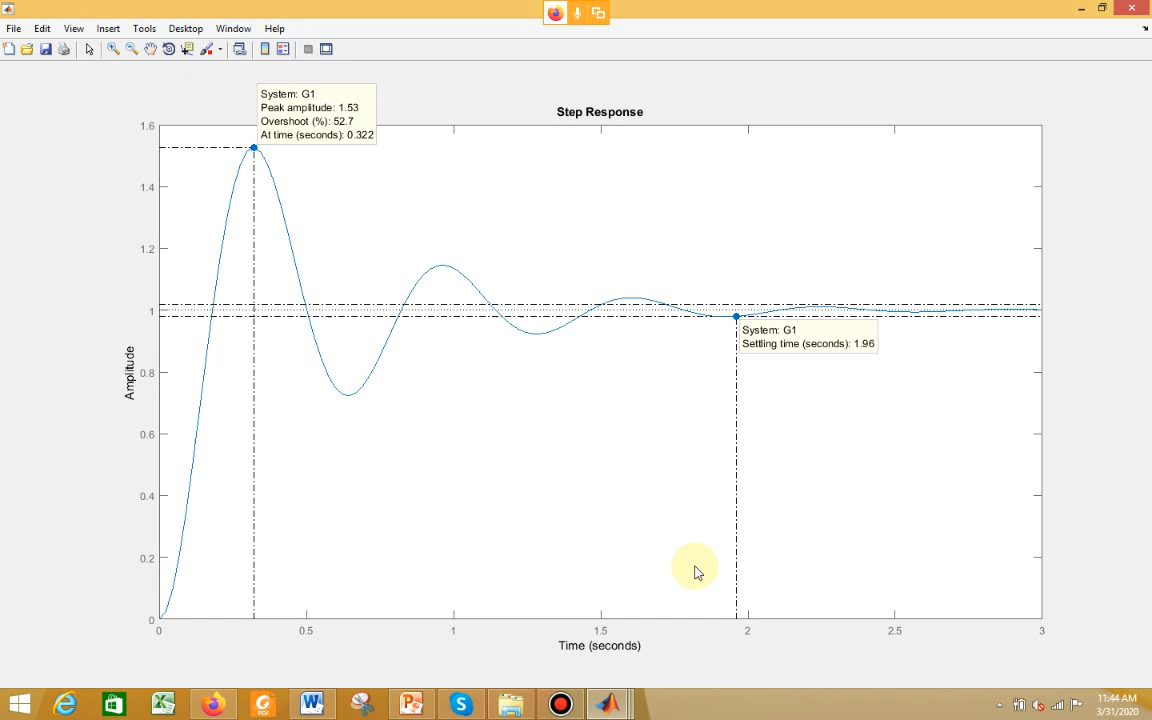 File Edit View Insert Tools Desktop Window Help
System: G1
Peak amplitude: 1.53
Overshoot (%): 52.7
At time (seconds): 0.322
Step Response
1.6
1.4
1.2
1
0.8
0.6
0.4
0.2
0
Amplitude
System: G1
Settling time (seconds): 1.96
0 0.5 1 1.5 2 2.5 3
Time (seconds)
11:44 AM
3/31/2020